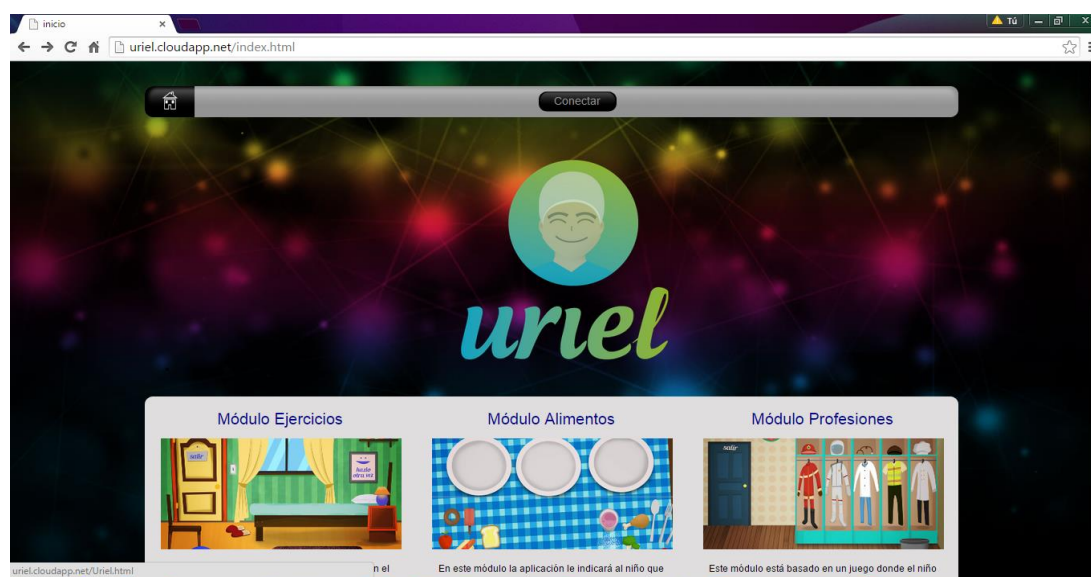 inicio
Tú
uriel.cloudapp.net/index.html
Conectar
uriel
Módulo Ejercicios
Módulo Alimentos
Módulo Profesiones
salir
hazlo
otra vez
salir
n el
En este módulo la aplicación le indicará al niño que
Este módulo está basado en un juego donde el niño
uriel.cloudapp.net/Uriel.html